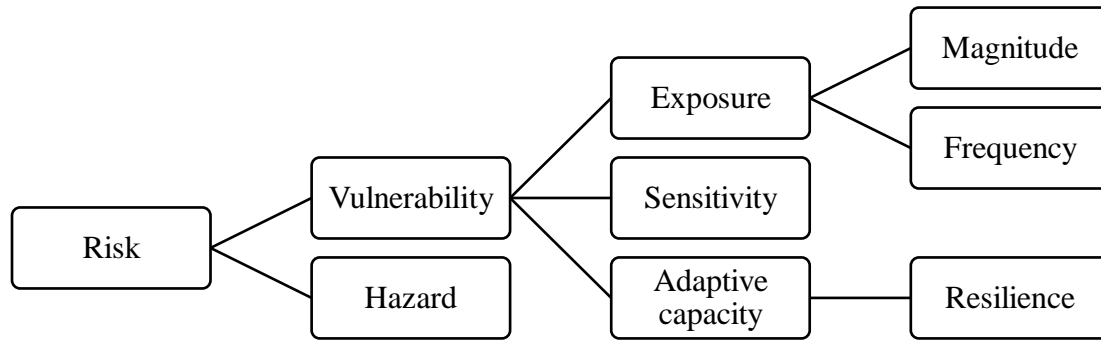 Risk
Vulnerability
Hazard
Exposure
Sensitivity
Adaptive
capacity
Magnitude
Frequency
Resilience